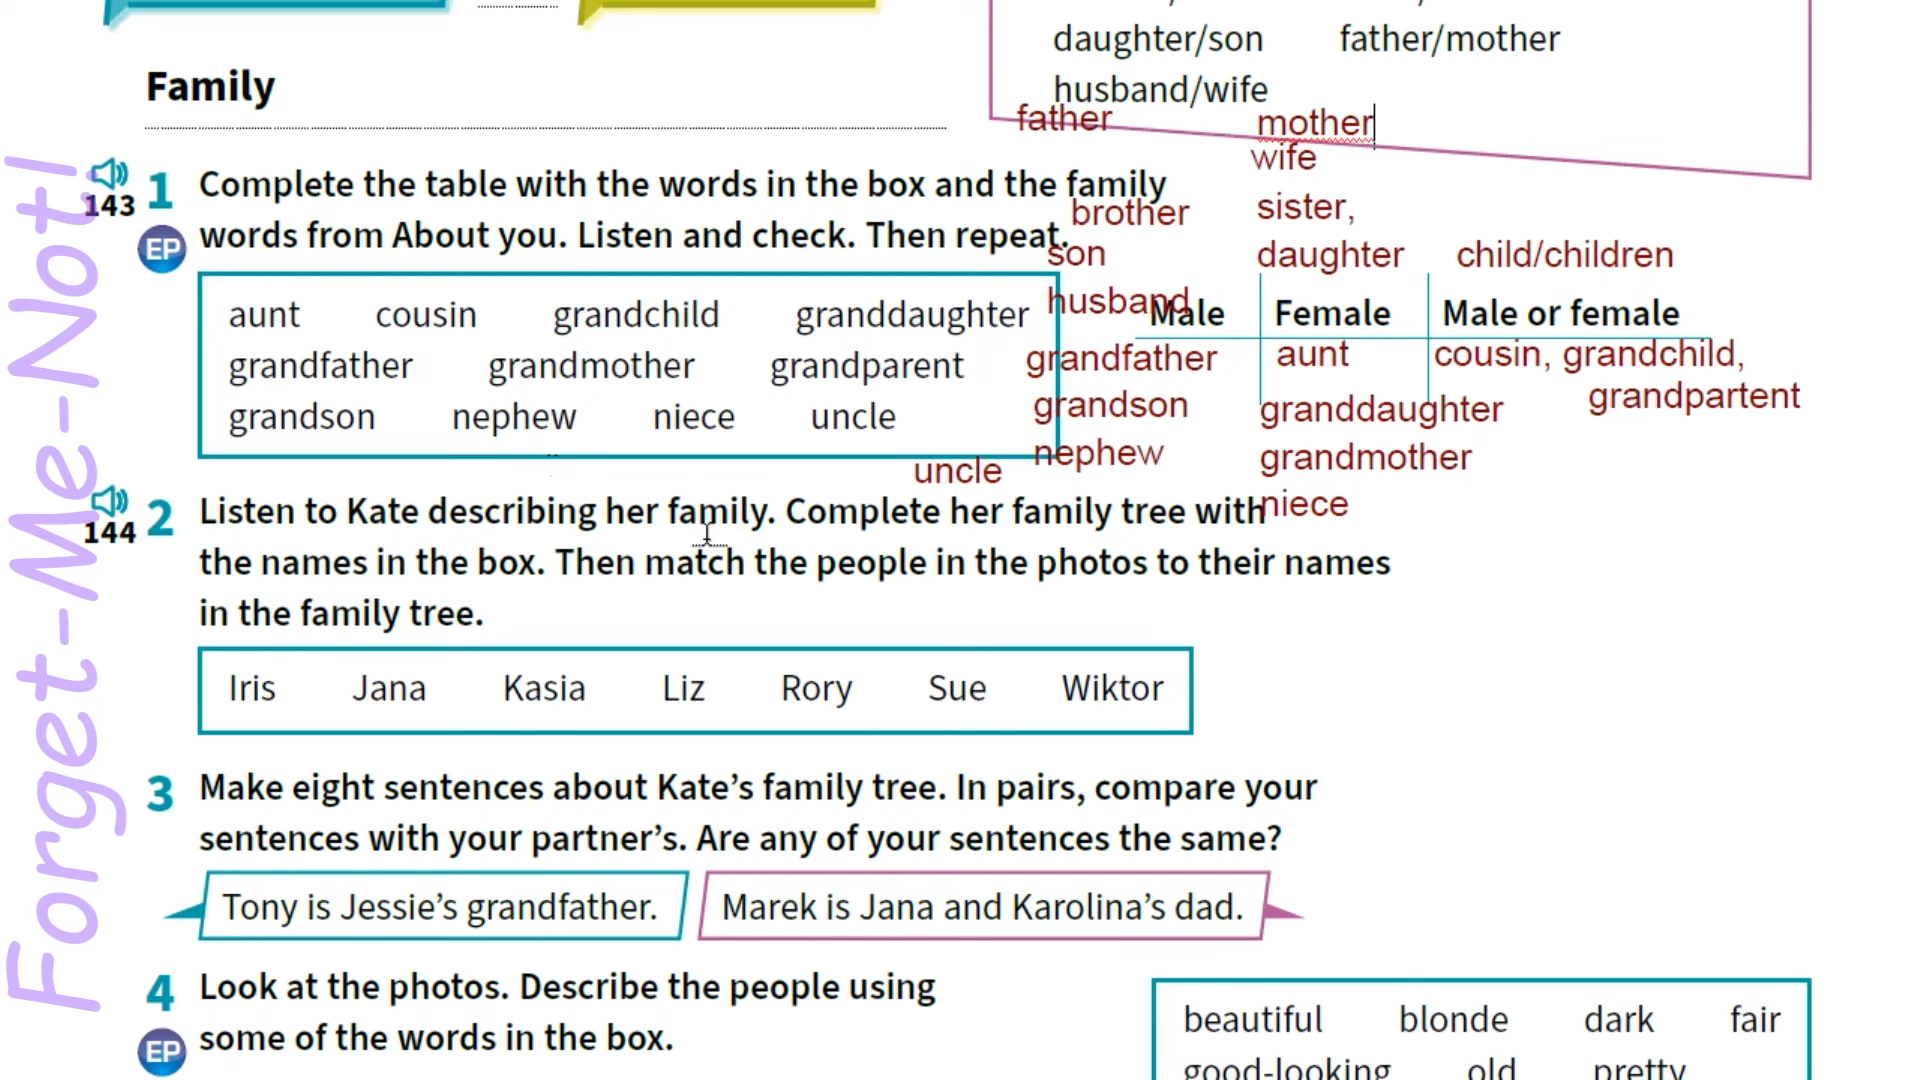 daughter/son father/mother
husband/wife
Family
father mother
wife
143 1 Complete the table with the words in the box and the family
words from About you. Listen and check. Then repeat.
EP
brother sister,
son daughter child/children
husband
Male Female Male or female
aunt cousin grandchild granddaughter
grandfather grandmother grandparent
grandson nephew niece uncle
grandfather aunt cousin, grandchild,
grandpartent
grandson granddaughter
nephew grandmother
uncle
niece
144 2 Listen to Kate describing her family. Complete her family tree with
the names in the box. Then match the people in the photos to their names
in the family tree.
Iris Jana Kasia Liz Rory Sue Wiktor
3 Make eight sentences about Kate’s family tree. In pairs, compare your
sentences with your partner’s. Are any of your sentences the same?
Tony is Jessie’s grandfather. Marek is Jana and Karolina’s dad.
4 Look at the photos. Describe the people using
EP some of the words in the box.
beautiful blonde dark fair
good-looking old pretty
Forget-Me-Not!